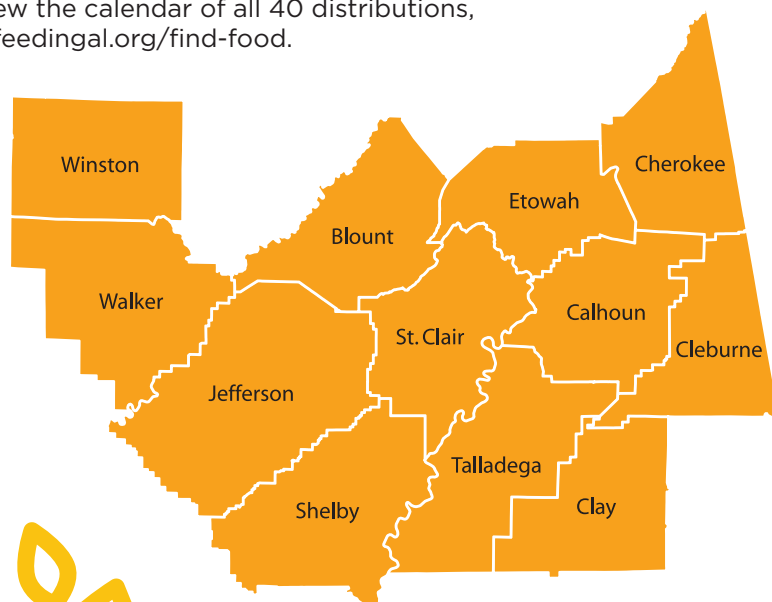 ew the calendar of all 40 distributions,
feedingal.org/find-food.
Winston
Cherokee
Etowah
Blount
Walker
Calhoun
St. Clair
Cleburne
Jefferson
Talladega
Shelby
Clay